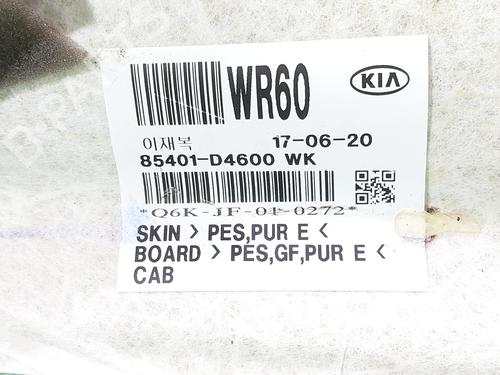 WR60
KIA
이재복 17-06-20
85401-D4600 WK
*Q6K-JF-01-0272*
SKIN > PES,PUR E <
BOARD > PES,GF,PUR E <
CAB